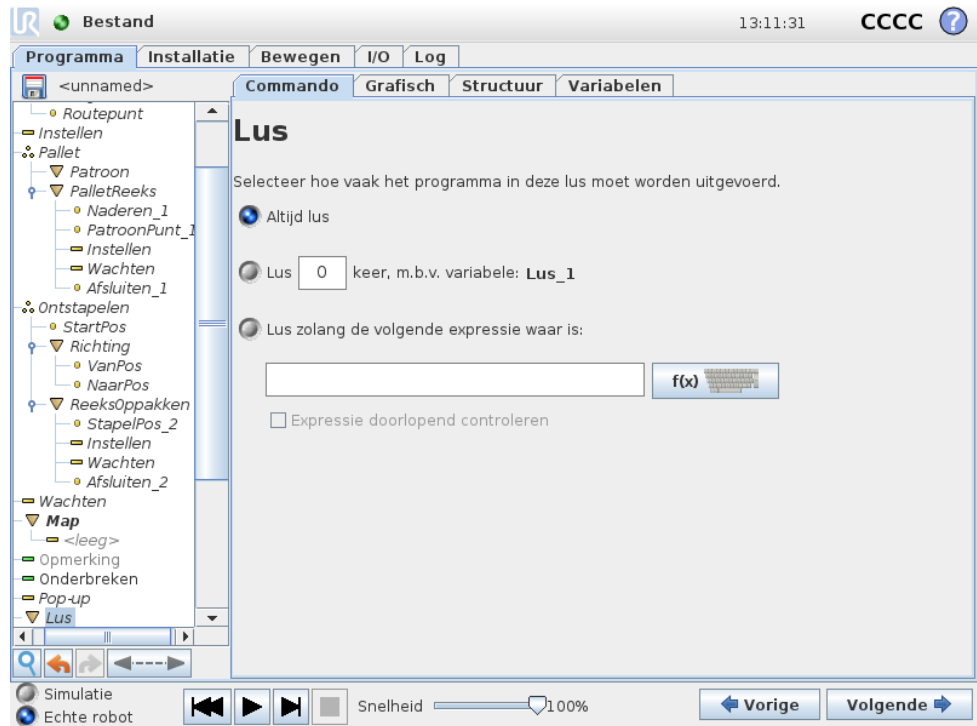 UR Bestand 13:11:31 CCCC ?
Programma Installatie Bewegen I/O Log
<unnamed> Commando Grafisch Structuur Variabelen
Routepunt
Instellen
Pallet
Patroon
PalletReeks
Naderen_1
PatroonPunt_1
Instellen
Wachten
Afsluiten_1
Ontstapelen
StartPos
Richting
VanPos
NaarPos
ReeksOppakken
StapelPos_2
Instellen
Wachten
Afsluiten_2
Wachten
Map
<leeg>
Opmerking
Onderbreken
Pop-up
Lus
Lus
Selecteer hoe vaak het programma in deze lus moet worden uitgevoerd.
Altijd lus
Lus 0 keer, m.b.v. variabele: Lus_1
Lus zolang de volgende expressie waar is:
f(x)
Expressie doorlopend controleren
Simulatie
Echte robot
Snelheid 100%
Vorige Volgende